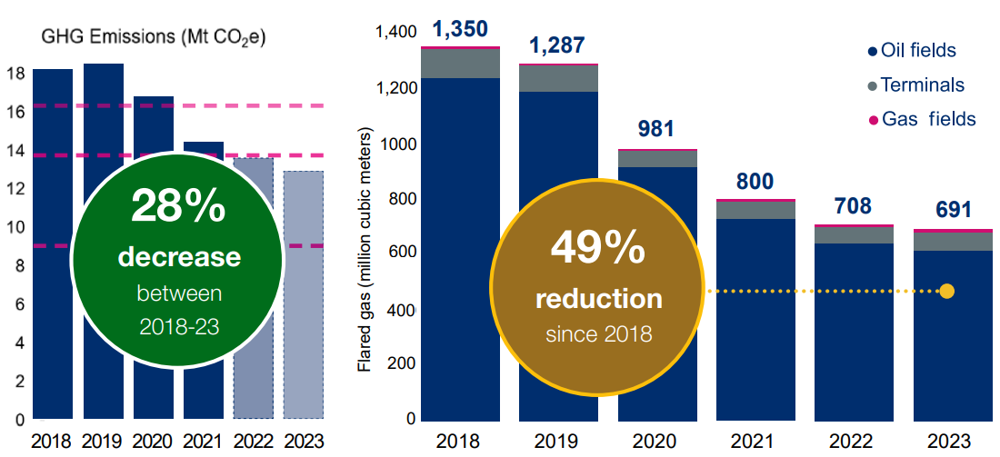 GHG Emissions (Mt CO₂e)
18
16
14
12
10
8
6
4
2
0
2018 2019 2020 2021 2022 2023
28%
decrease
between
2018-23
Flared gas (million cubic meters)
1,400
1,200
1000
800
600
400
200
0
1,350
1,287
981
800
708
691
2018 2019 2020 2021 2022 2023
49%
reduction
since 2018
Oil fields
Terminals
Gas fields